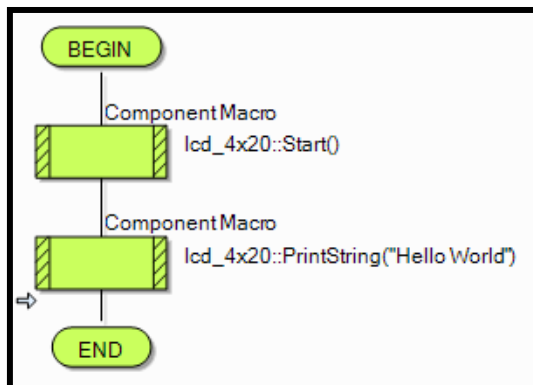 BEGIN
Component Macro
lcd_4x20::Start()
Component Macro
lcd_4x20::PrintString("Hello World")
END